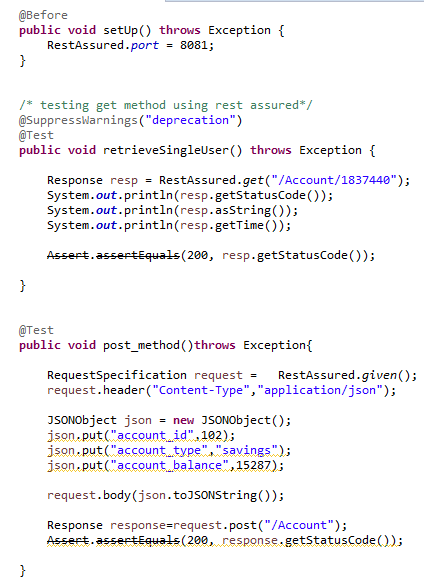 @Before
public void setUp() throws Exception {
    RestAssured.port = 8081;
}
/* testing get method using rest assured*/
@SuppressWarnings("deprecation")
@Test
public void retrieveSingleUser() throws Exception {
    Response resp = RestAssured.get("/Account/1837440");
    System.out.println(resp.getStatusCode());
    System.out.println(resp.asString());
    System.out.println(resp.getTime());
    Assert.assertEquals(200, resp.getStatusCode());
}
@Test
public void post_method()throws Exception{
    RequestSpecification request =   RestAssured.given();
    request.header("Content-Type","application/json");
    JSONObject json = new JSONObject();
    json.put("account_id",102);
    json.put("account_type","savings");
    json.put("account_balance",15287);
    request.body(json.toJSONString());
    Response response=request.post("/Account");
    Assert.assertEquals(200, response.getStatusCode());
}